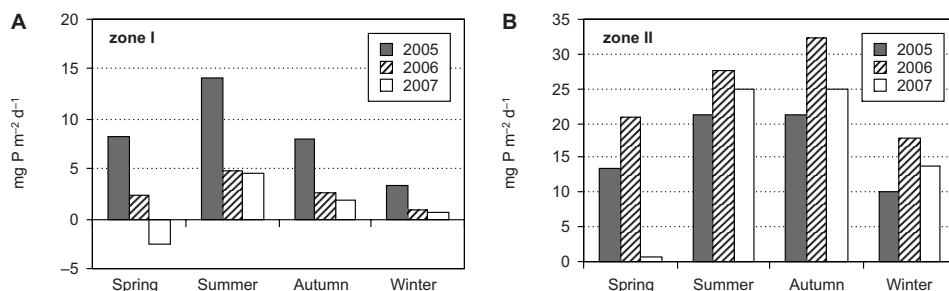 A
zone I
2005
2006
2007
mg P m⁻² d⁻¹
20
15
10
5
0
–5
Spring Summer Autumn Winter
B
zone II
2005
2006
2007
mg P m⁻² d⁻¹
35
30
25
20
15
10
5
0
Spring Summer Autumn Winter